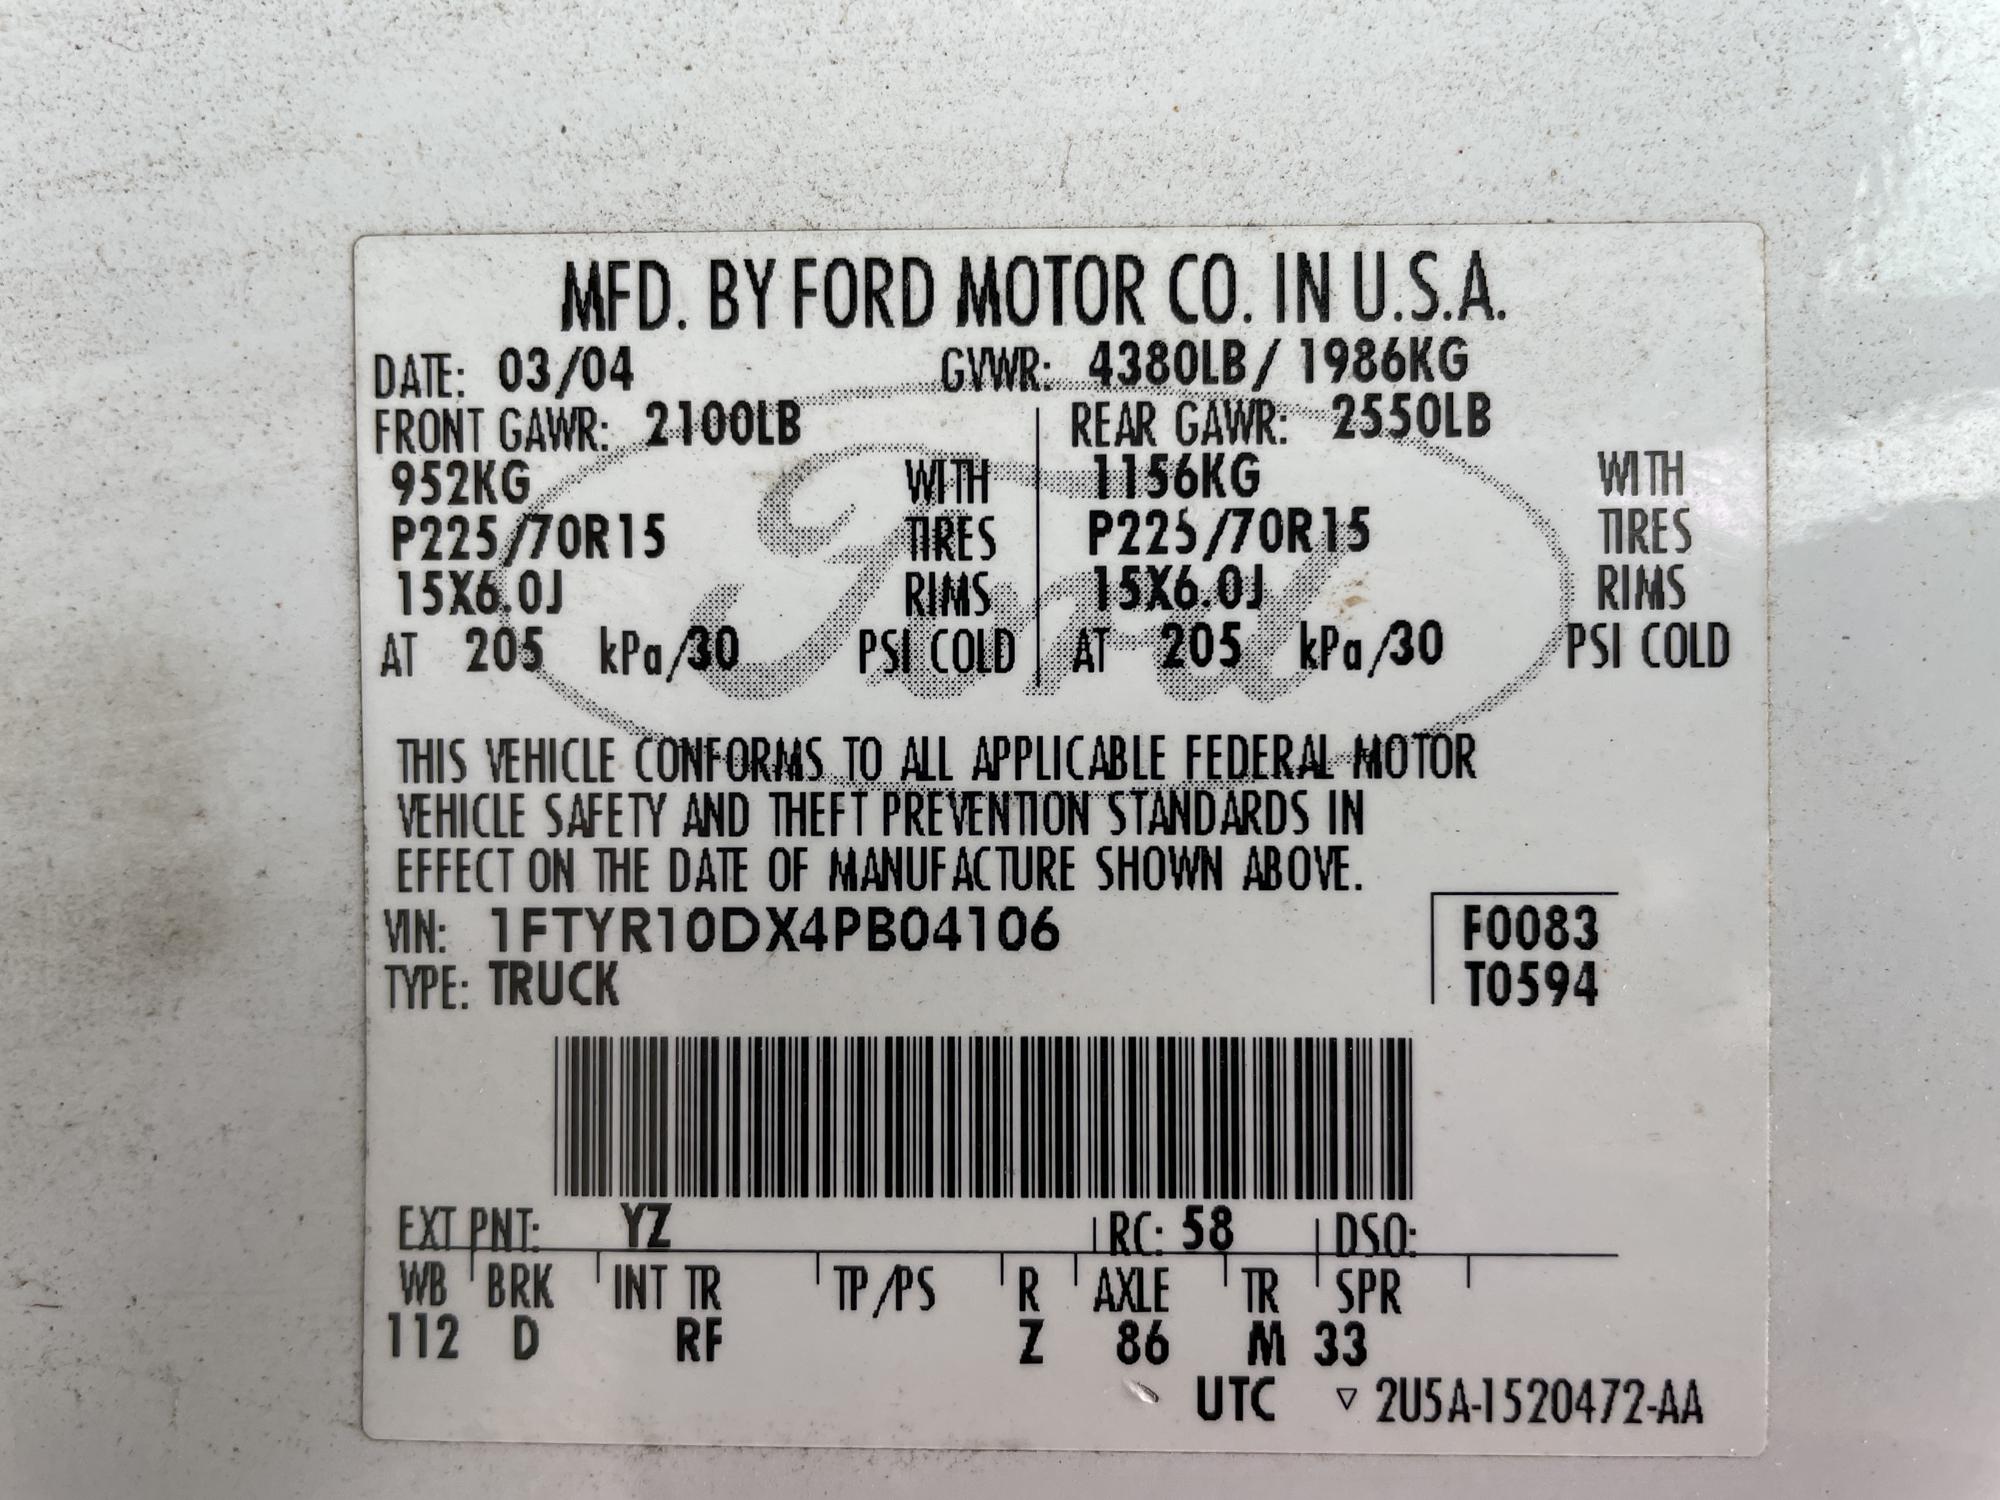 MFD. BY FORD MOTOR CO. IN U.S.A.
DATE: 03/04 GVWR: 4380LB/ 1986KG
FRONT GAWR: 2100LB REAR GAWR: 2550LB
952KG WITH 1156KG WITH
P225/70R15 TIRES P225/70R15 TIRES
15X6.0J RIMS 15X6.0J RIMS
AT 205 kPa/30 PSI COLD AT 205 kPa/30 PSI COLD
Ford
THIS VEHICLE CONFORMS TO ALL APPLICABLE FEDERAL MOTOR
VEHICLE SAFETY AND THEFT PREVENTION STANDARDS IN
EFFECT ON THE DATE OF MANUFACTURE SHOWN ABOVE.
VIN: 1FTYR10DX4PB04106 F0083
TYPE: TRUCK T0594
EXT PNT: YZ RC: 58 DSO:
WB BRK INT TR TP/PS R AXLE TR SPR
112 D RF Z 86 M 33
UTC ▽ 2U5A-1520472-AA